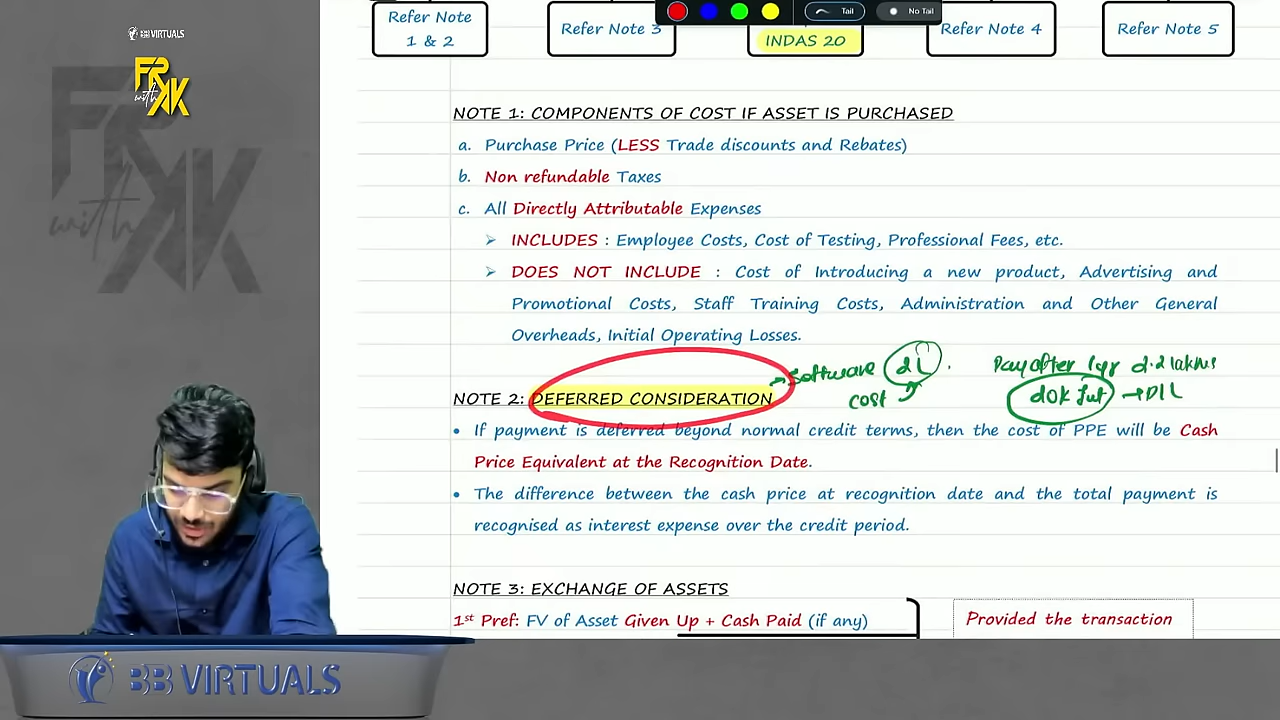 BB VIRTUALS
FR
with
AK
FR
with
AK
Refer Note
1 & 2
Refer Note 3
INDAS 20
Tail
No Tail
Refer Note 4
Refer Note 5
NOTE 1: COMPONENTS OF COST IF ASSET IS PURCHASED
a. Purchase Price (LESS Trade discounts and Rebates)
b. Non refundable Taxes
c. All Directly Attributable Expenses
➢ INCLUDES : Employee Costs, Cost of Testing, Professional Fees, etc.
➢ DOES NOT INCLUDE : Cost of Introducing a new product, Advertising and
Promotional Costs, Staff Training Costs, Administration and Other General
Overheads, Initial Operating Losses.
Software 2L. Pay after 1yr 2.2 lakhs
cost 20k Int
NOTE 2: DEFERRED CONSIDERATION
• If payment is deferred beyond normal credit terms, then the cost of PPE will be Cash
Price Equivalent at the Recognition Date.
• The difference between the cash price at recognition date and the total payment is
recognised as interest expense over the credit period.
NOTE 3: EXCHANGE OF ASSETS
1st Pref: FV of Asset Given Up + Cash Paid (if any)
Provided the transaction
BB VIRTUALS